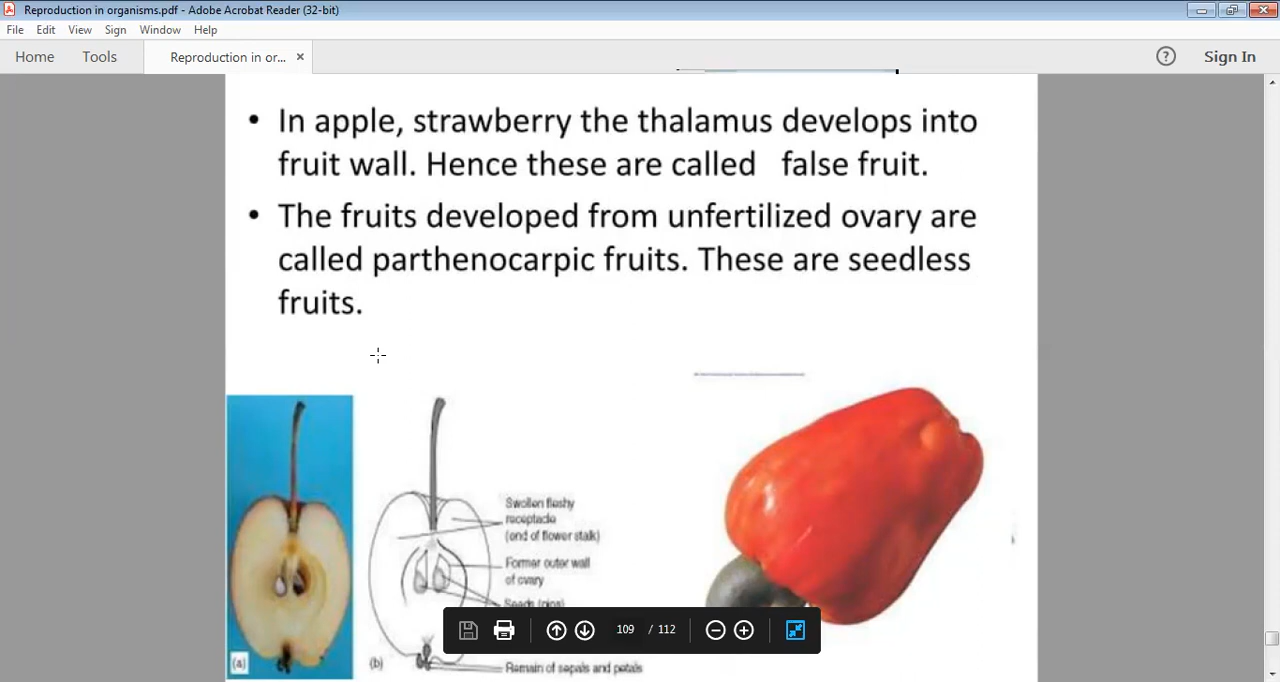 Reproduction in organisms.pdf - Adobe Acrobat Reader (32-bit)
File Edit View Sign Window Help
Home Tools Reproduction in or... × ? Sign In
• In apple, strawberry the thalamus develops into
fruit wall. Hence these are called false fruit.
• The fruits developed from unfertilized ovary are
called parthenocarpic fruits. These are seedless
fruits.
Swollen fleshy
receptacle
(end of flower stalk)
Former outer wall
of ovary
Seeds (pips)
109 / 112
(a)
(b)
Remain of sepals and petals